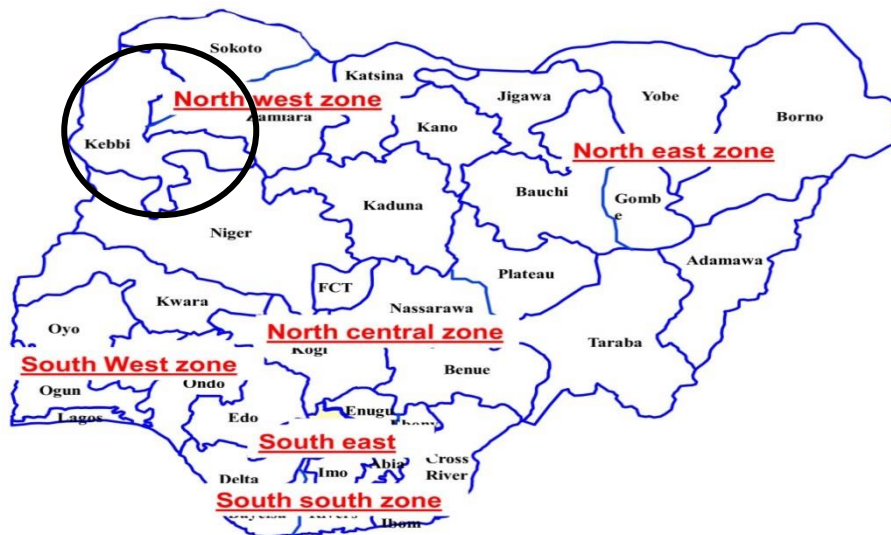 Sokoto
Katsina
North west zone
Zamfara
Jigawa
Yobe
Borno
Kebbi
Kano
North east zone
Bauchi
Gomb
e
Kaduna
Niger
Adamawa
Plateau
FCT
Nassarawa
Kwara
Oyo
North central zone
Kogi
Taraba
South West zone
Benue
Ogun
Ondo
Lagos
Edo
Enugu
South east
Delta
Imo
Abia
Cross
River
South south zone
Ibom